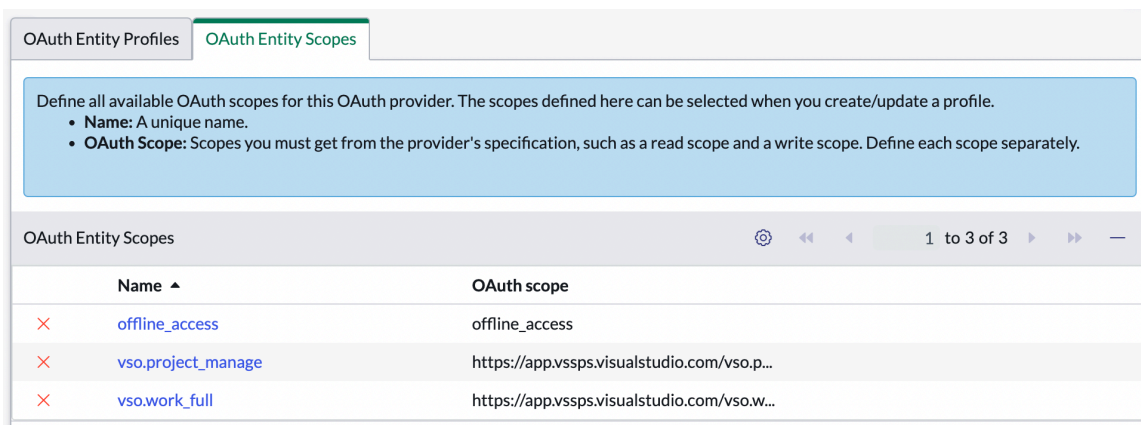 OAuth Entity Profiles
OAuth Entity Scopes
Define all available OAuth scopes for this OAuth provider. The scopes defined here can be selected when you create/update a profile.
• Name: A unique name.
• OAuth Scope: Scopes you must get from the provider's specification, such as a read scope and a write scope. Define each scope separately.
OAuth Entity Scopes 1 to 3 of 3
Name OAuth scope
offline_access offline_access
vso.project_manage https://app.vssps.visualstudio.com/vso.p...
vso.work_full https://app.vssps.visualstudio.com/vso.w...